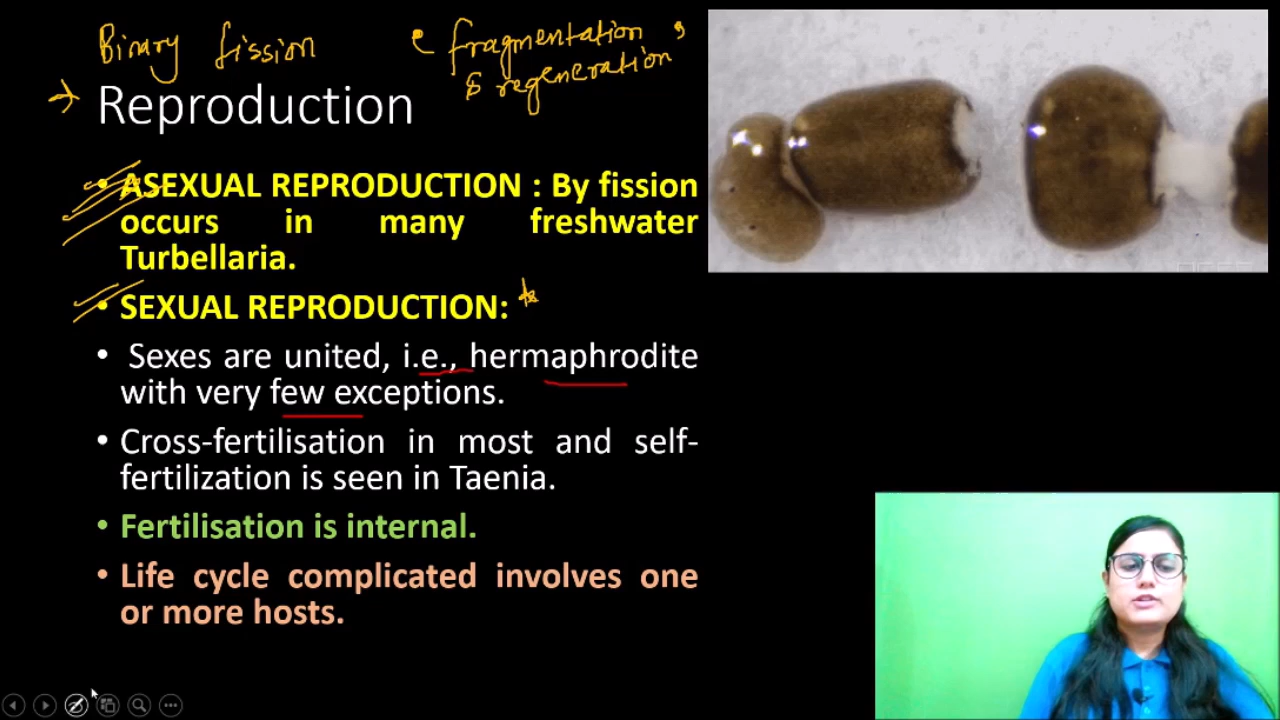 Binary fission
fragmentation
& regeneration
→ Reproduction
• ASEXUAL REPRODUCTION : By fission
occurs in many freshwater
Turbellaria.
• SEXUAL REPRODUCTION:
• Sexes are united, i.e., hermaphrodite
with very few exceptions.
• Cross-fertilisation in most and self-
fertilization is seen in Taenia.
• Fertilisation is internal.
• Life cycle complicated involves one
or more hosts.